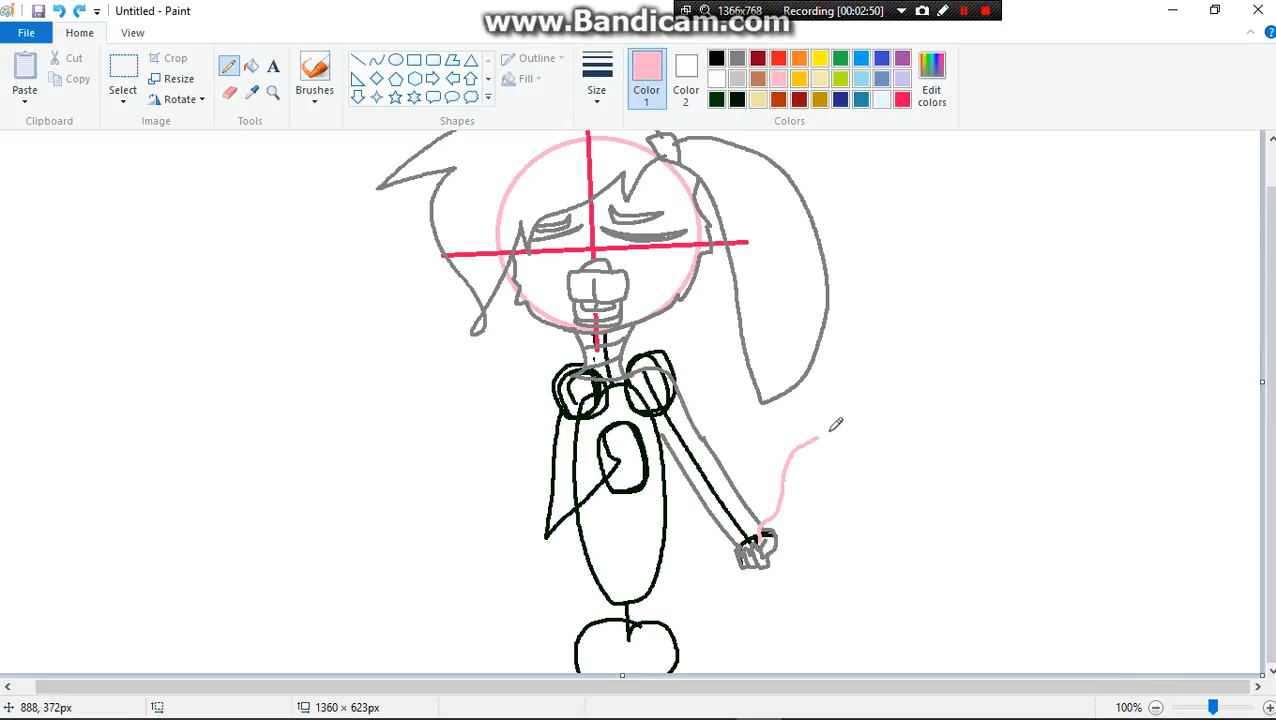 Untitled - Paint
www.Bandicam.com
1366x768 Recording [00:02:50]
File Home View
Paste
Cut
Copy
Clipboard
Select
Crop
Resize
Rotate
Image
A
Tools
Brushes
Outline
Fill
Shapes
Size
Color
1
Color
2
Edit
colors
Colors
888, 372px
1360 × 623px
100%